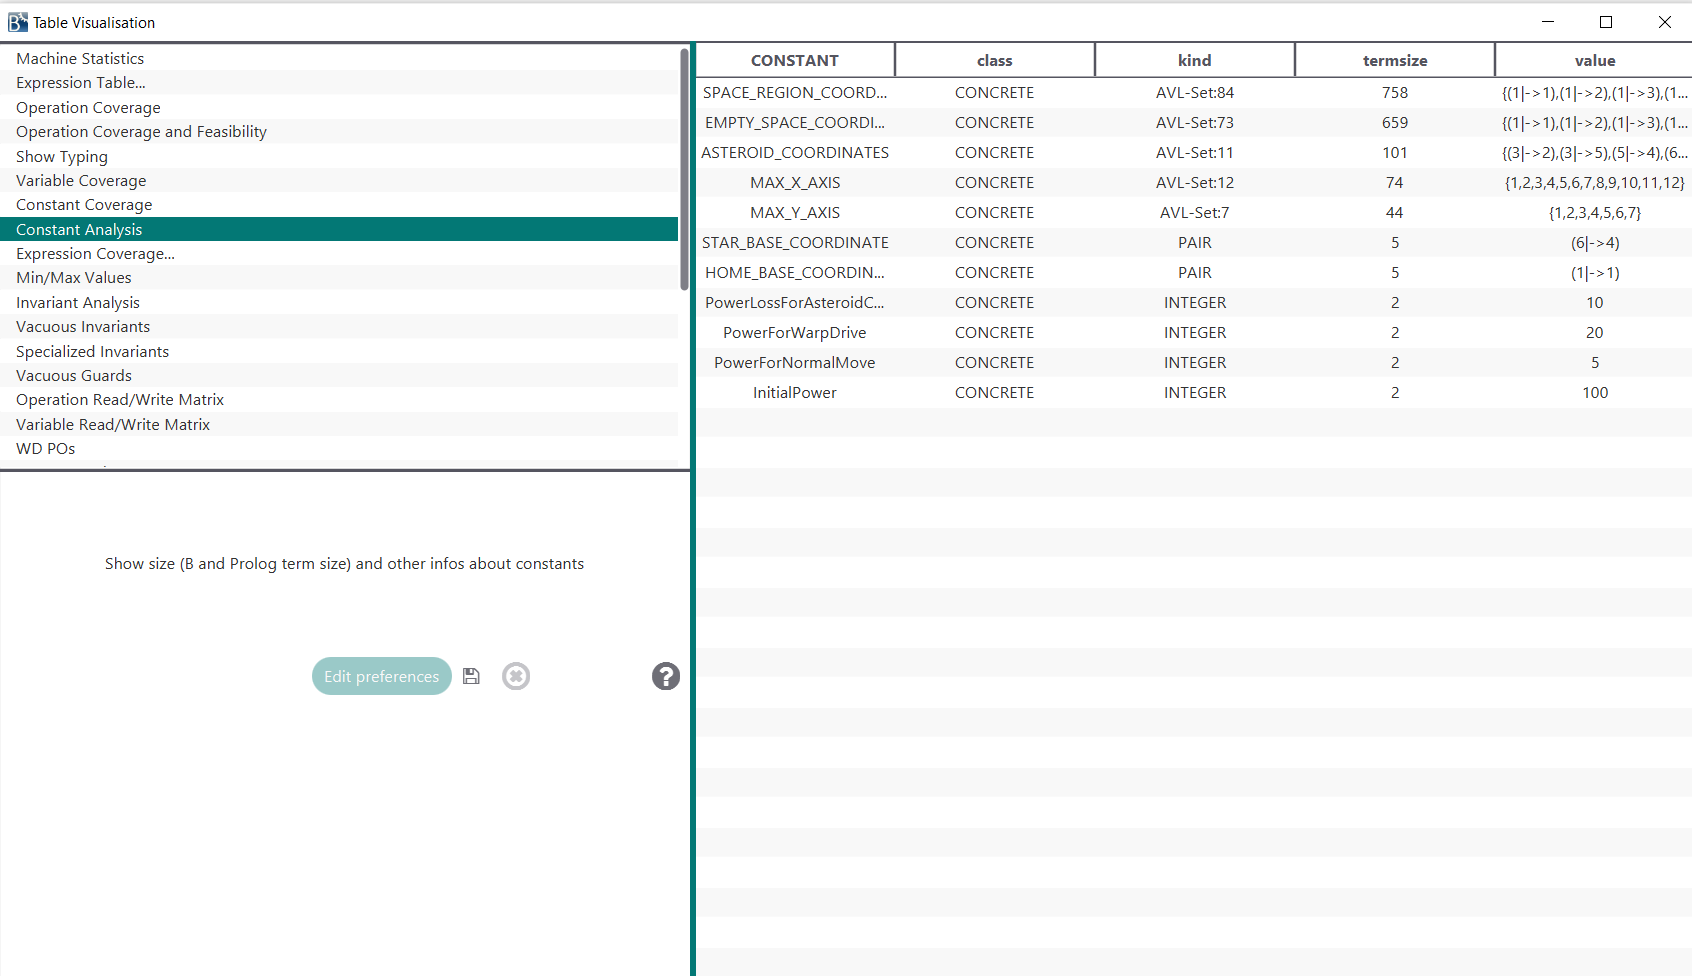 Table Visualisation
Machine Statistics
Expression Table...
Operation Coverage
Operation Coverage and Feasibility
Show Typing
Variable Coverage
Constant Coverage
Constant Analysis
Expression Coverage...
Min/Max Values
Invariant Analysis
Vacuous Invariants
Specialized Invariants
Vacuous Guards
Operation Read/Write Matrix
Variable Read/Write Matrix
WD POs
Show size (B and Prolog term size) and other infos about constants
Edit preferences
CONSTANT class kind termsize value
SPACE_REGION_COORD... CONCRETE AVL-Set:84 758 {(1|->1),(1|->2),(1|->3),(1...
EMPTY_SPACE_COORDI... CONCRETE AVL-Set:73 659 {(1|->1),(1|->2),(1|->3),(1...
ASTEROID_COORDINATES CONCRETE AVL-Set:11 101 {(3|->2),(3|->5),(5|->4),(6...
MAX_X_AXIS CONCRETE AVL-Set:12 74 {1,2,3,4,5,6,7,8,9,10,11,12}
MAX_Y_AXIS CONCRETE AVL-Set:7 44 {1,2,3,4,5,6,7}
STAR_BASE_COORDINATE CONCRETE PAIR 5 (6|->4)
HOME_BASE_COORDIN... CONCRETE PAIR 5 (1|->1)
PowerLossForAsteroidC... CONCRETE INTEGER 2 10
PowerForWarpDrive CONCRETE INTEGER 2 20
PowerForNormalMove CONCRETE INTEGER 2 5
InitialPower CONCRETE INTEGER 2 100